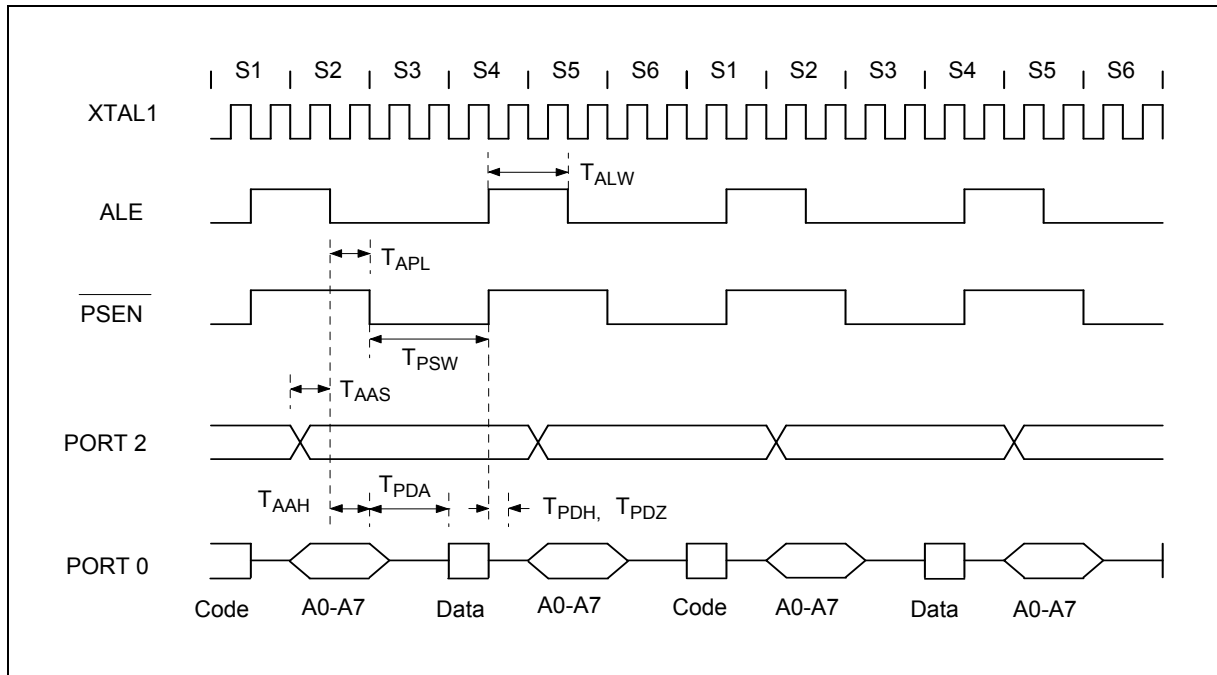 S1 S2 S3 S4 S5 S6 S1 S2 S3 S4 S5 S6
XTAL1
TALW
ALE
TAPL
PSEN
TPSW
TAAS
PORT 2
TAAH TPDA TPDH, TPDZ
PORT 0
Code A0-A7 Data A0-A7 Code A0-A7 Data A0-A7